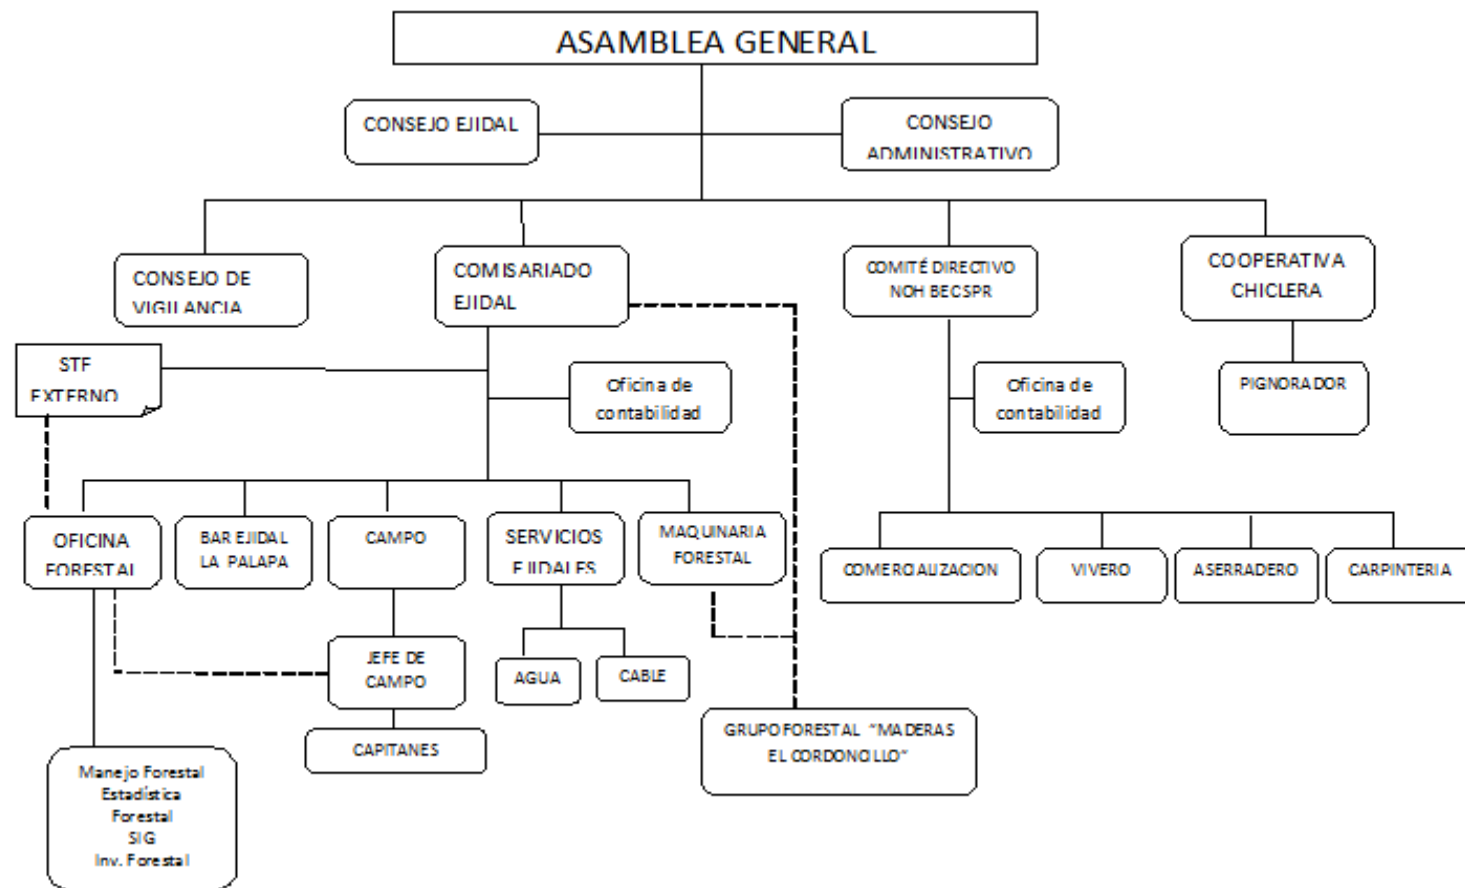 ASAMBLEA GENERAL
CONSEJO EJIDAL
CONSEJO
ADMINISTRATIVO
CONSEJO DE
VIGILANCIA
COMISARIADO
EJIDAL
COMITÉ DIRECTIVO
NOH BEC SPR
COOPERATIVA
CHICLERA
STF
EXTERNO
Oficina de
contabilidad
Oficina de
contabilidad
PIGNORADOR
OFICINA
FORESTAL
BAR EJIDAL
LA PALAPA
CAMPO
SERVICIOS
EJIDALES
MAQUINARIA
FORESTAL
COMERCIALIZACION
VIVERO
ASERRADERO
CARPINTERIA
JEFE DE
CAMPO
AGUA
CABLE
CAPITANES
GRUPO FORESTAL "MADERAS
EL CORDONCILLO"
Manejo Forestal
Estadística
Forestal
SIG
Inv. Forestal